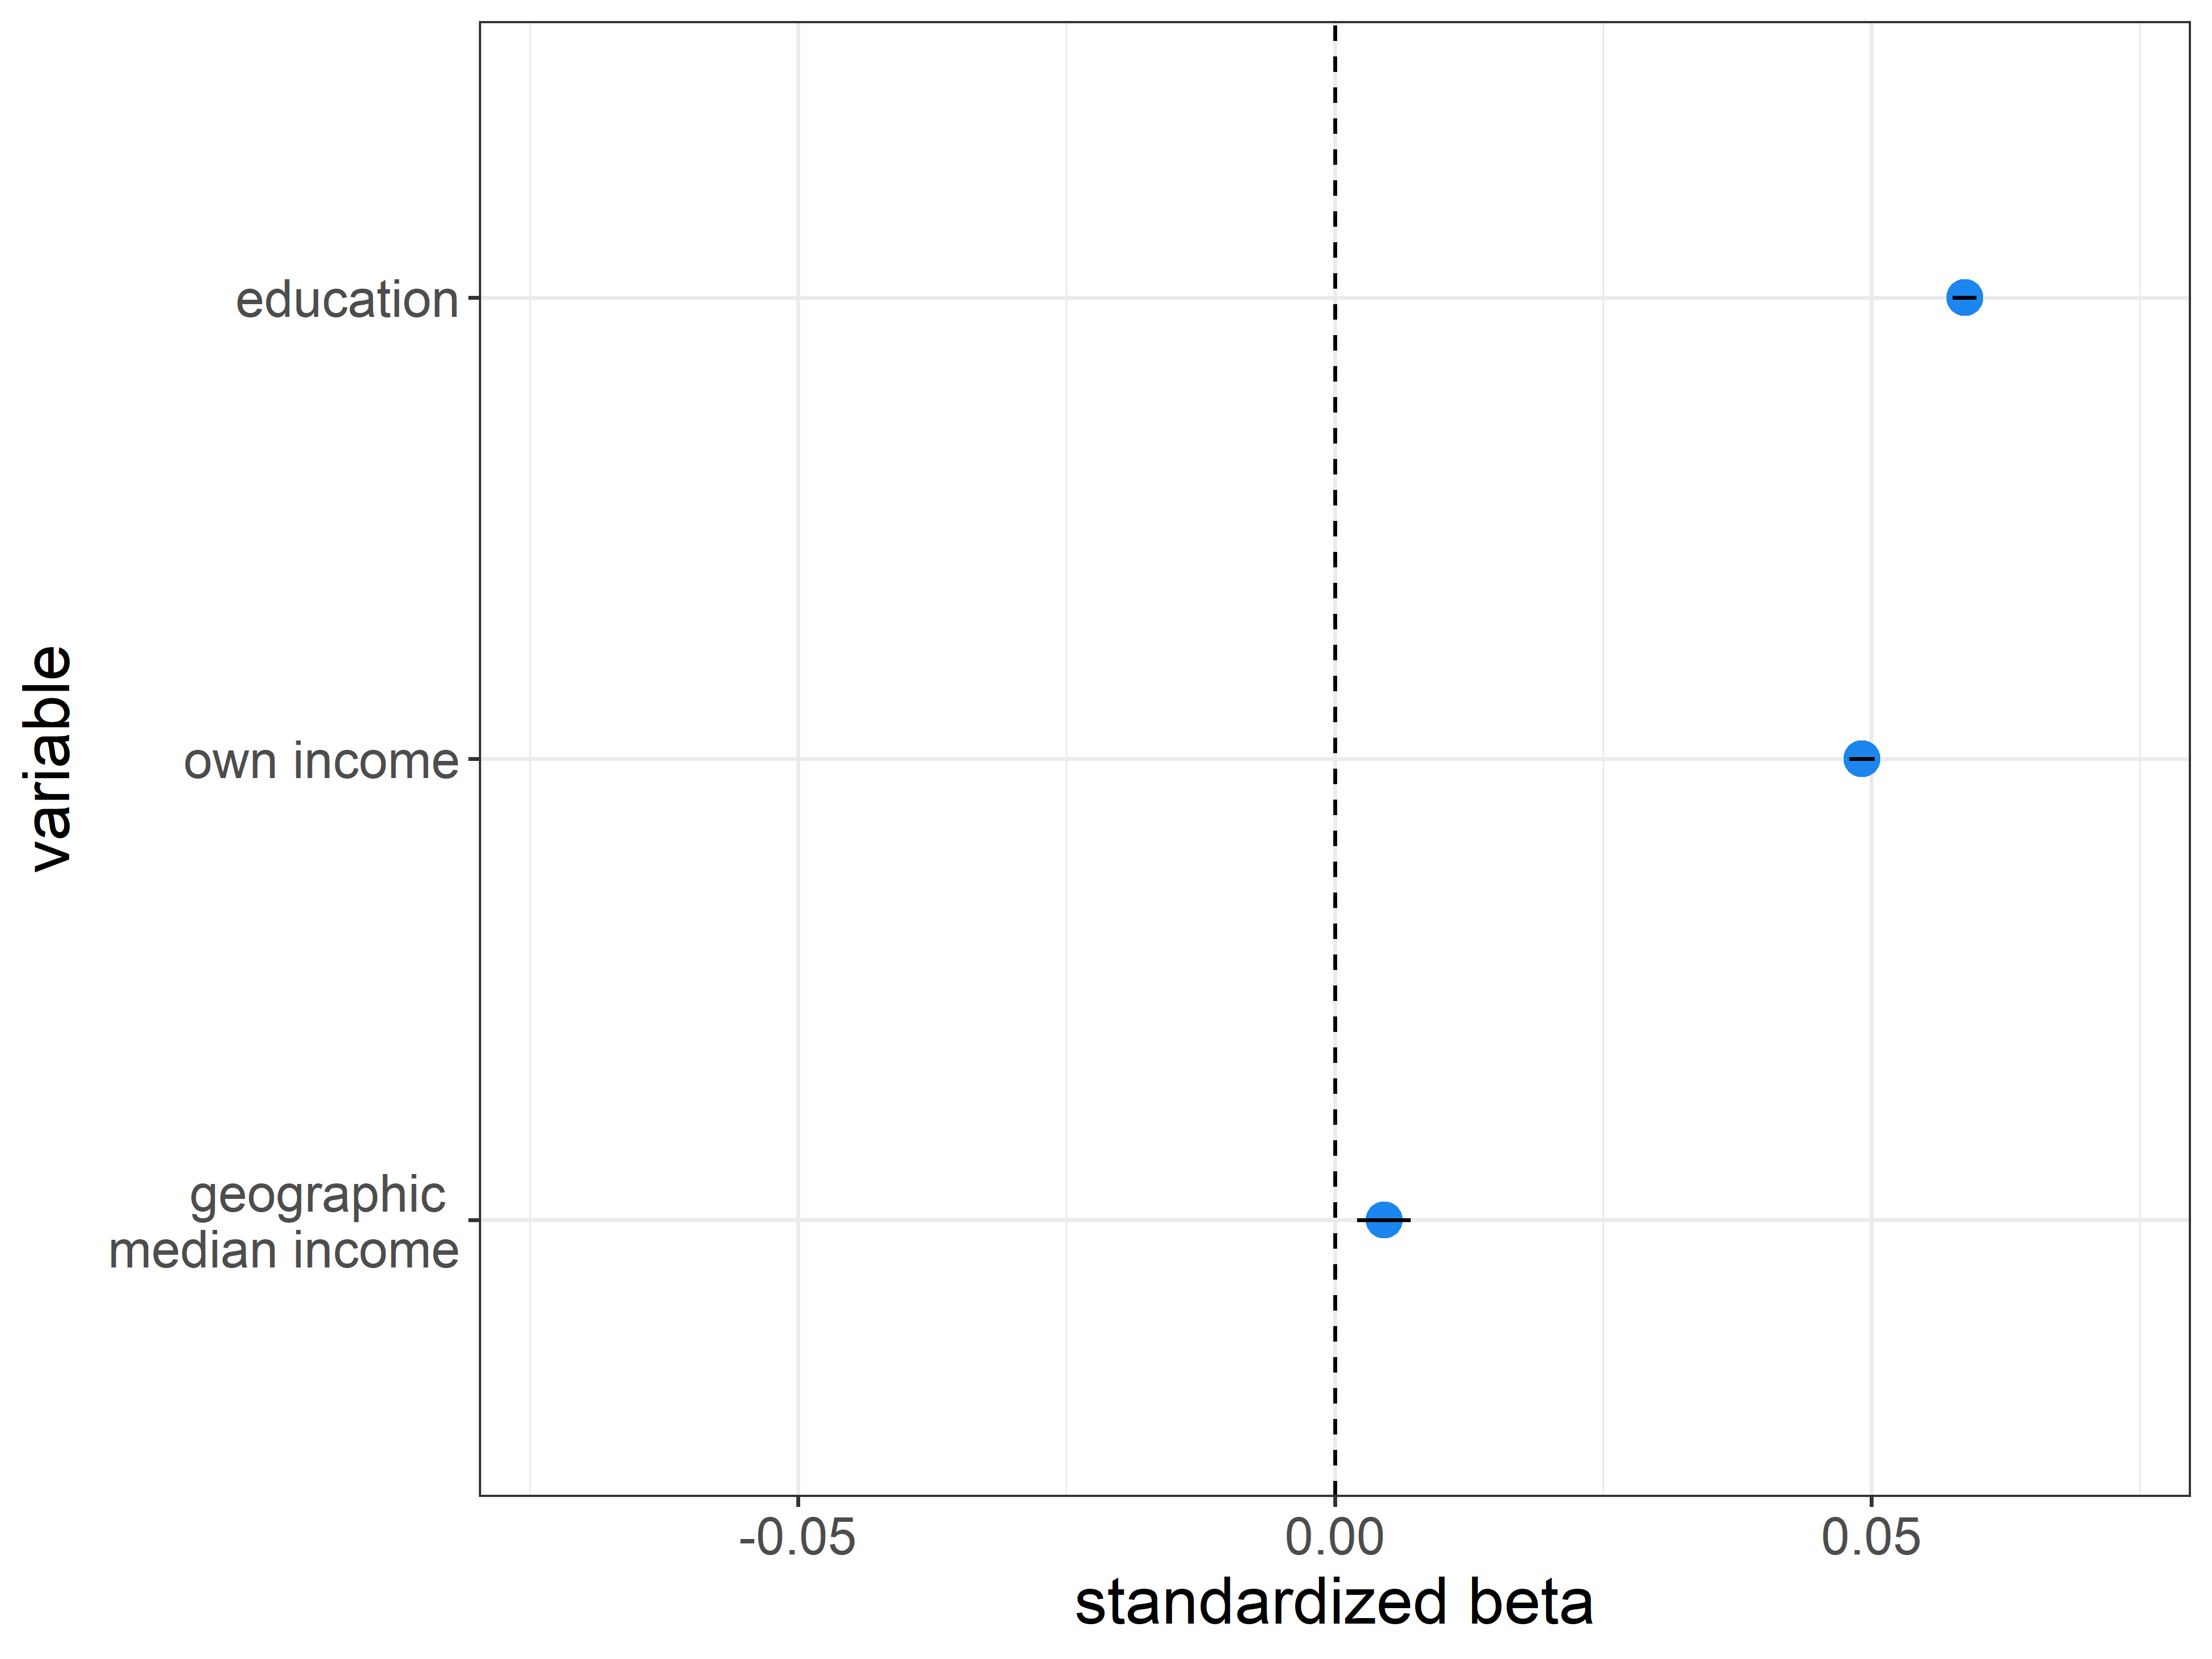 variable
education
own income
geographic
median income
-0.05
0.00
0.05
standardized beta